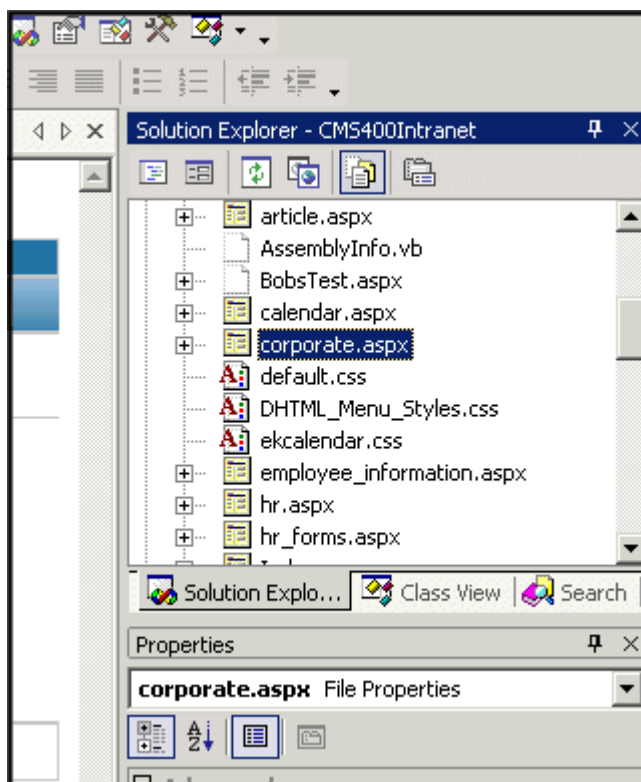 Solution Explorer - CMS400Intranet
article.aspx
AssemblyInfo.vb
BobsTest.aspx
calendar.aspx
corporate.aspx
default.css
DHTML_Menu_Styles.css
ekcalendar.css
employee_information.aspx
hr.aspx
hr_forms.aspx
Solution Explo... Class View Search
Properties
corporate.aspx File Properties